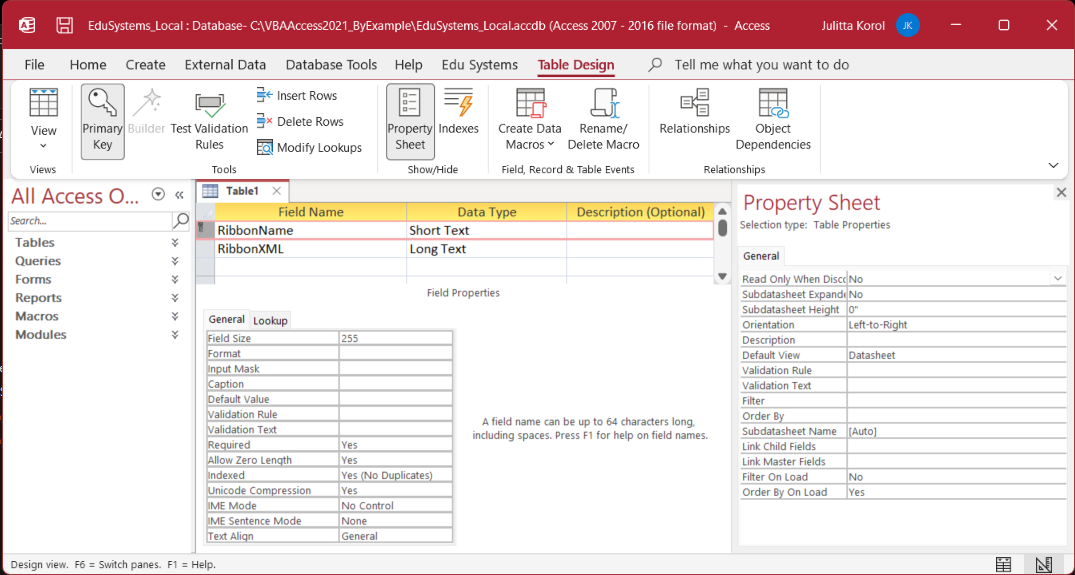 EduSystems_Local : Database- C:\VBAAccess2021_ByExample\EduSystems_Local.accdb (Access 2007 - 2016 file format) - Access
Julitta Korol
JK
File Home Create External Data Database Tools Help Edu Systems Table Design Tell me what you want to do
View
Primary Key
Builder
Test Validation Rules
Insert Rows
Delete Rows
Modify Lookups
Property Sheet
Indexes
Create Data Macros
Rename/ Delete Macro
Relationships
Object Dependencies
Views Tools Show/Hide Field, Record & Table Events Relationships
All Access O...
Search...
Tables
Queries
Forms
Reports
Macros
Modules
Table1
Field Name Data Type Description (Optional)
RibbonName Short Text
RibbonXML Long Text
Field Properties
General Lookup
Field Size 255
Format
Input Mask
Caption
Default Value
Validation Rule
Validation Text
Required Yes
Allow Zero Length Yes
Indexed Yes (No Duplicates)
Unicode Compression Yes
IME Mode No Control
IME Sentence Mode None
Text Align General
A field name can be up to 64 characters long,
including spaces. Press F1 for help on field names.
Property Sheet
Selection type: Table Properties
General
Read Only When Disco No
Subdatasheet Expande No
Subdatasheet Height 0"
Orientation Left-to-Right
Description
Default View Datasheet
Validation Rule
Validation Text
Filter
Order By
Subdatasheet Name [Auto]
Link Child Fields
Link Master Fields
Filter On Load No
Order By On Load Yes
Design view. F6 = Switch panes. F1 = Help.